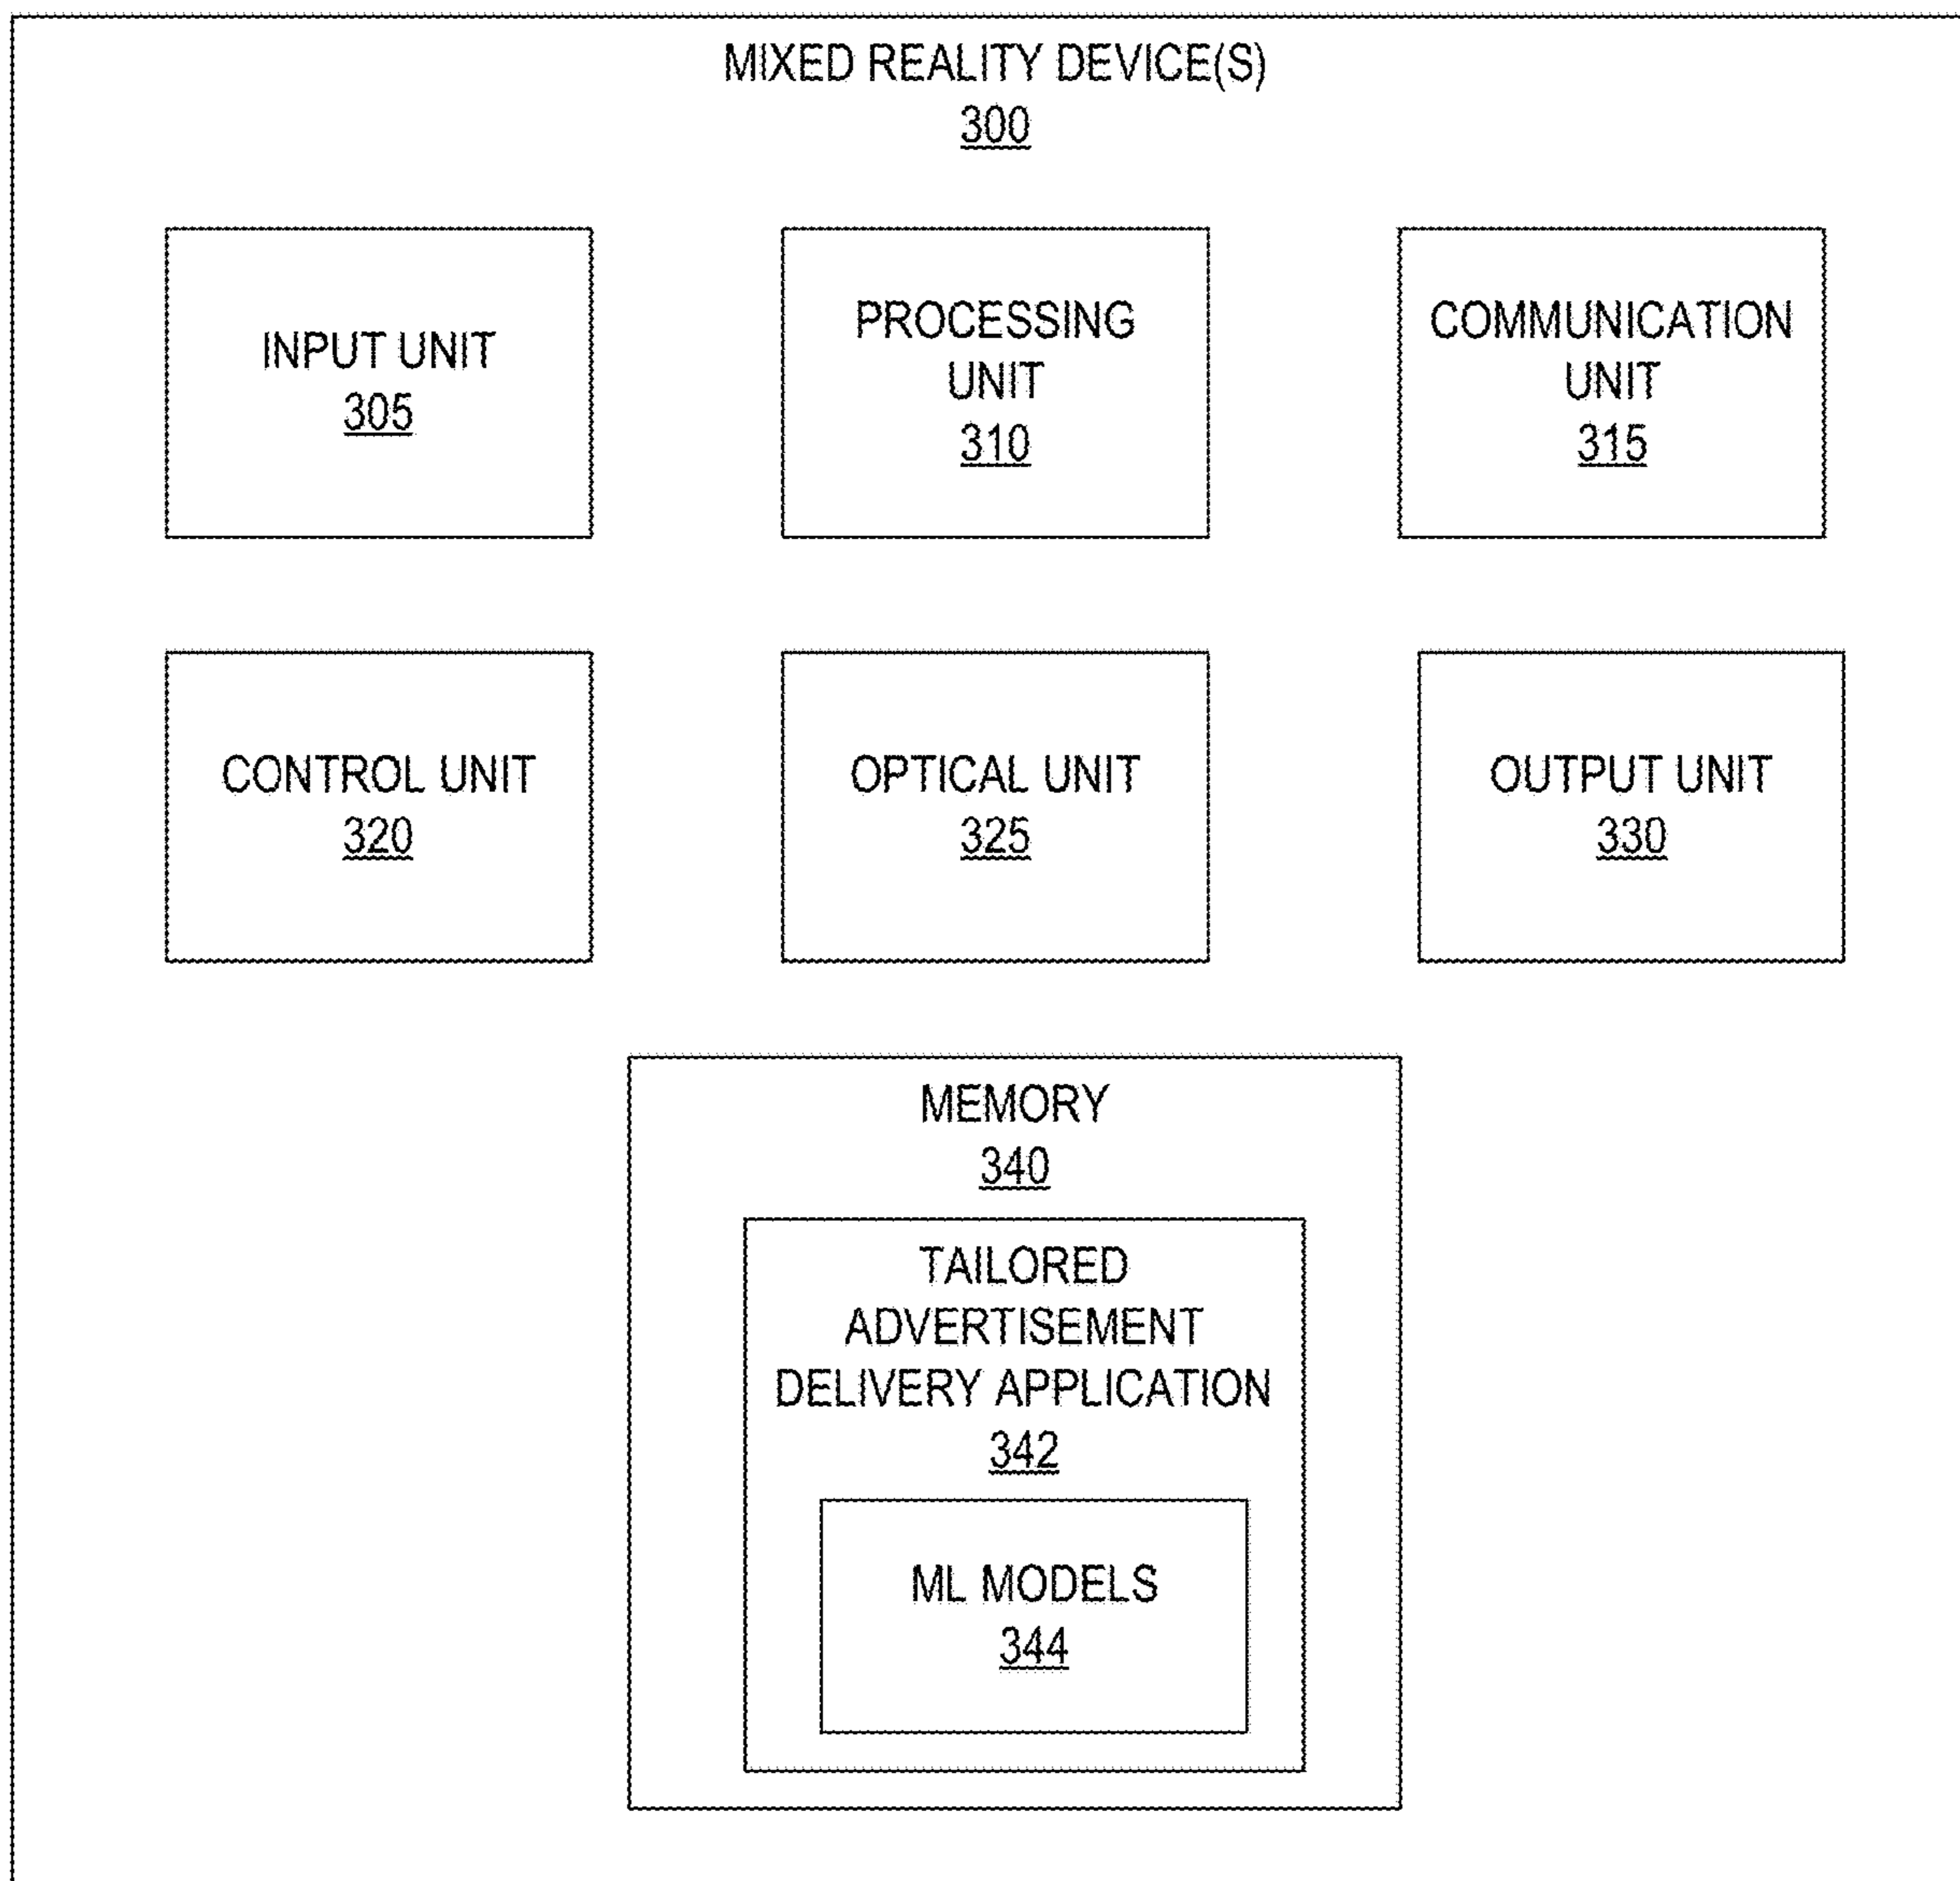 MIXED REALITY DEVICE(S)
300
INPUT UNIT
305
PROCESSING
UNIT
310
COMMUNICATION
UNIT
315
CONTROL UNIT
320
OPTICAL UNIT
325
OUTPUT UNIT
330
MEMORY
340
TAILORED
ADVERTISEMENT
DELIVERY APPLICATION
342
ML MODELS
344